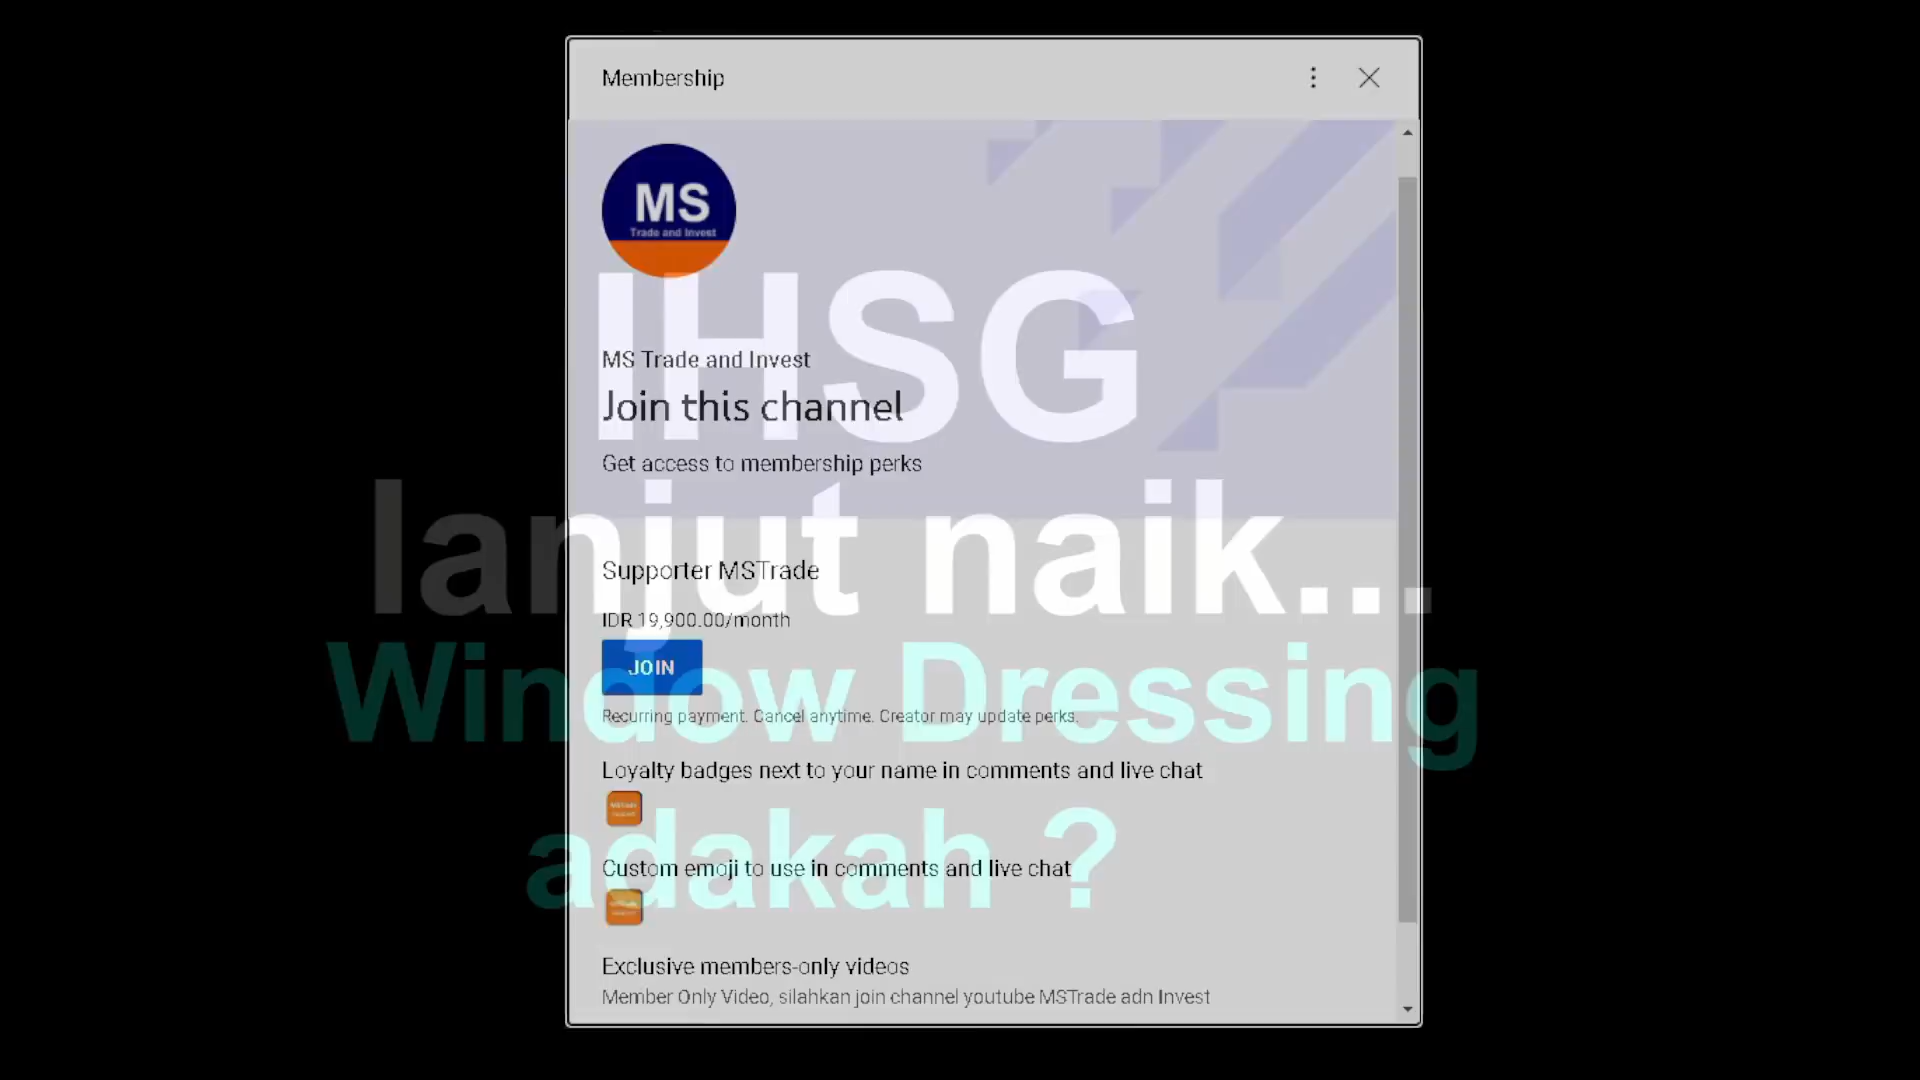 Membership
MS
Trade and Invest
IHSG
MS Trade and Invest
Join this channel
Get access to membership perks
lanjut naik...
Supporter MSTrade
IDR 19,900.00/month
JOIN
Window Dressing
Recurring payment. Cancel anytime. Creator may update perks.
Loyalty badges next to your name in comments and live chat
adakah ?
Custom emoji to use in comments and live chat
Exclusive members-only videos
Member Only Video, silahkan join channel youtube MSTrade adn Invest